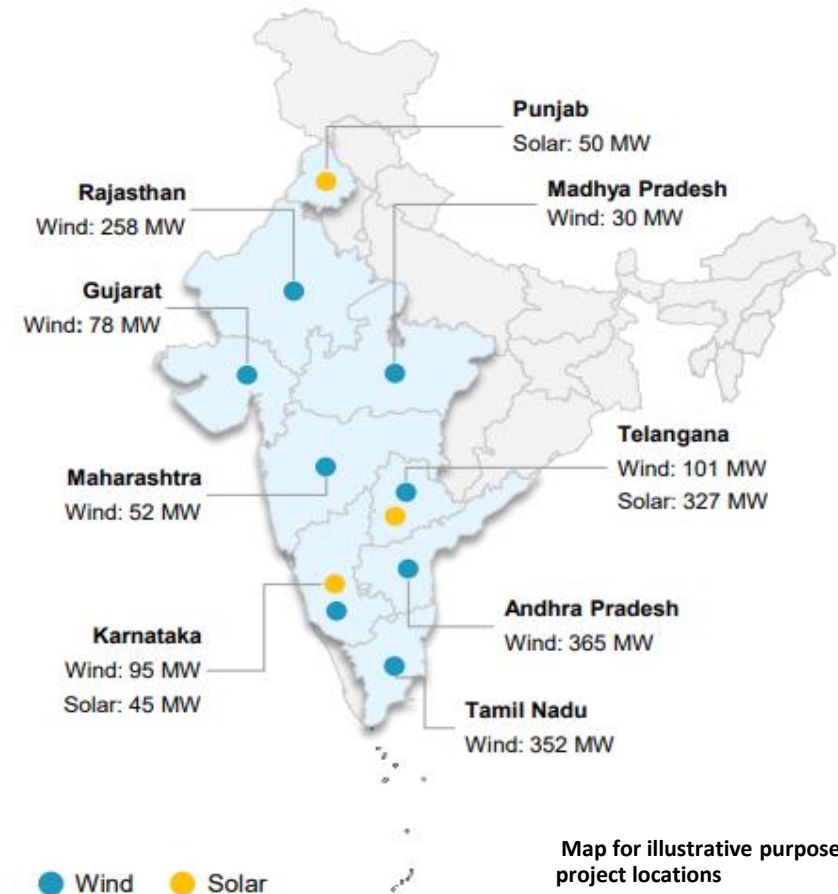 Punjab
Solar: 50 MW
Madhya Pradesh
Wind: 30 MW
Rajasthan
Wind: 258 MW
Gujarat
Wind: 78 MW
Telangana
Wind: 101 MW
Solar: 327 MW
Maharashtra
Wind: 52 MW
Andhra Pradesh
Wind: 365 MW
Karnataka
Wind: 95 MW
Solar: 45 MW
Tamil Nadu
Wind: 352 MW
Map for illustrative purpose
project locations
Wind Solar